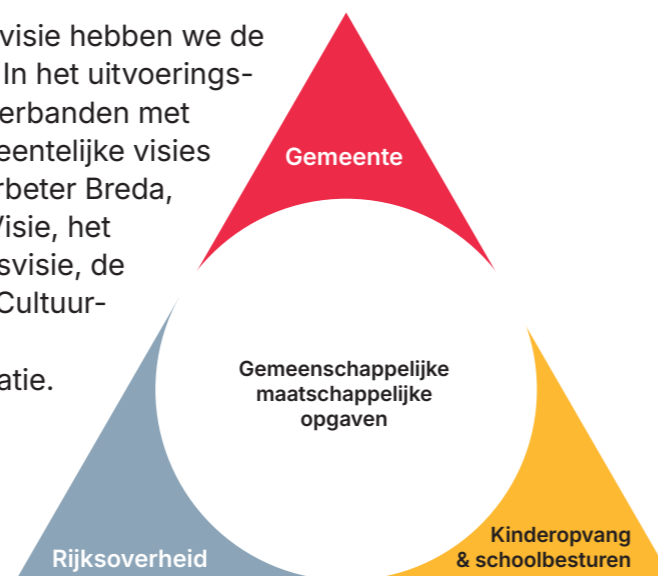 visie hebben we de
In het uitvoerings-
erbanden met
eentelijke visies
rbeter Breda,
Visie, het
svisie, de
Cultuur-
atie.
Gemeente
Gemeenschappelijke
maatschappelijke
opgaven
Rijksoverheid
Kinderopvang
& schoolbesturen